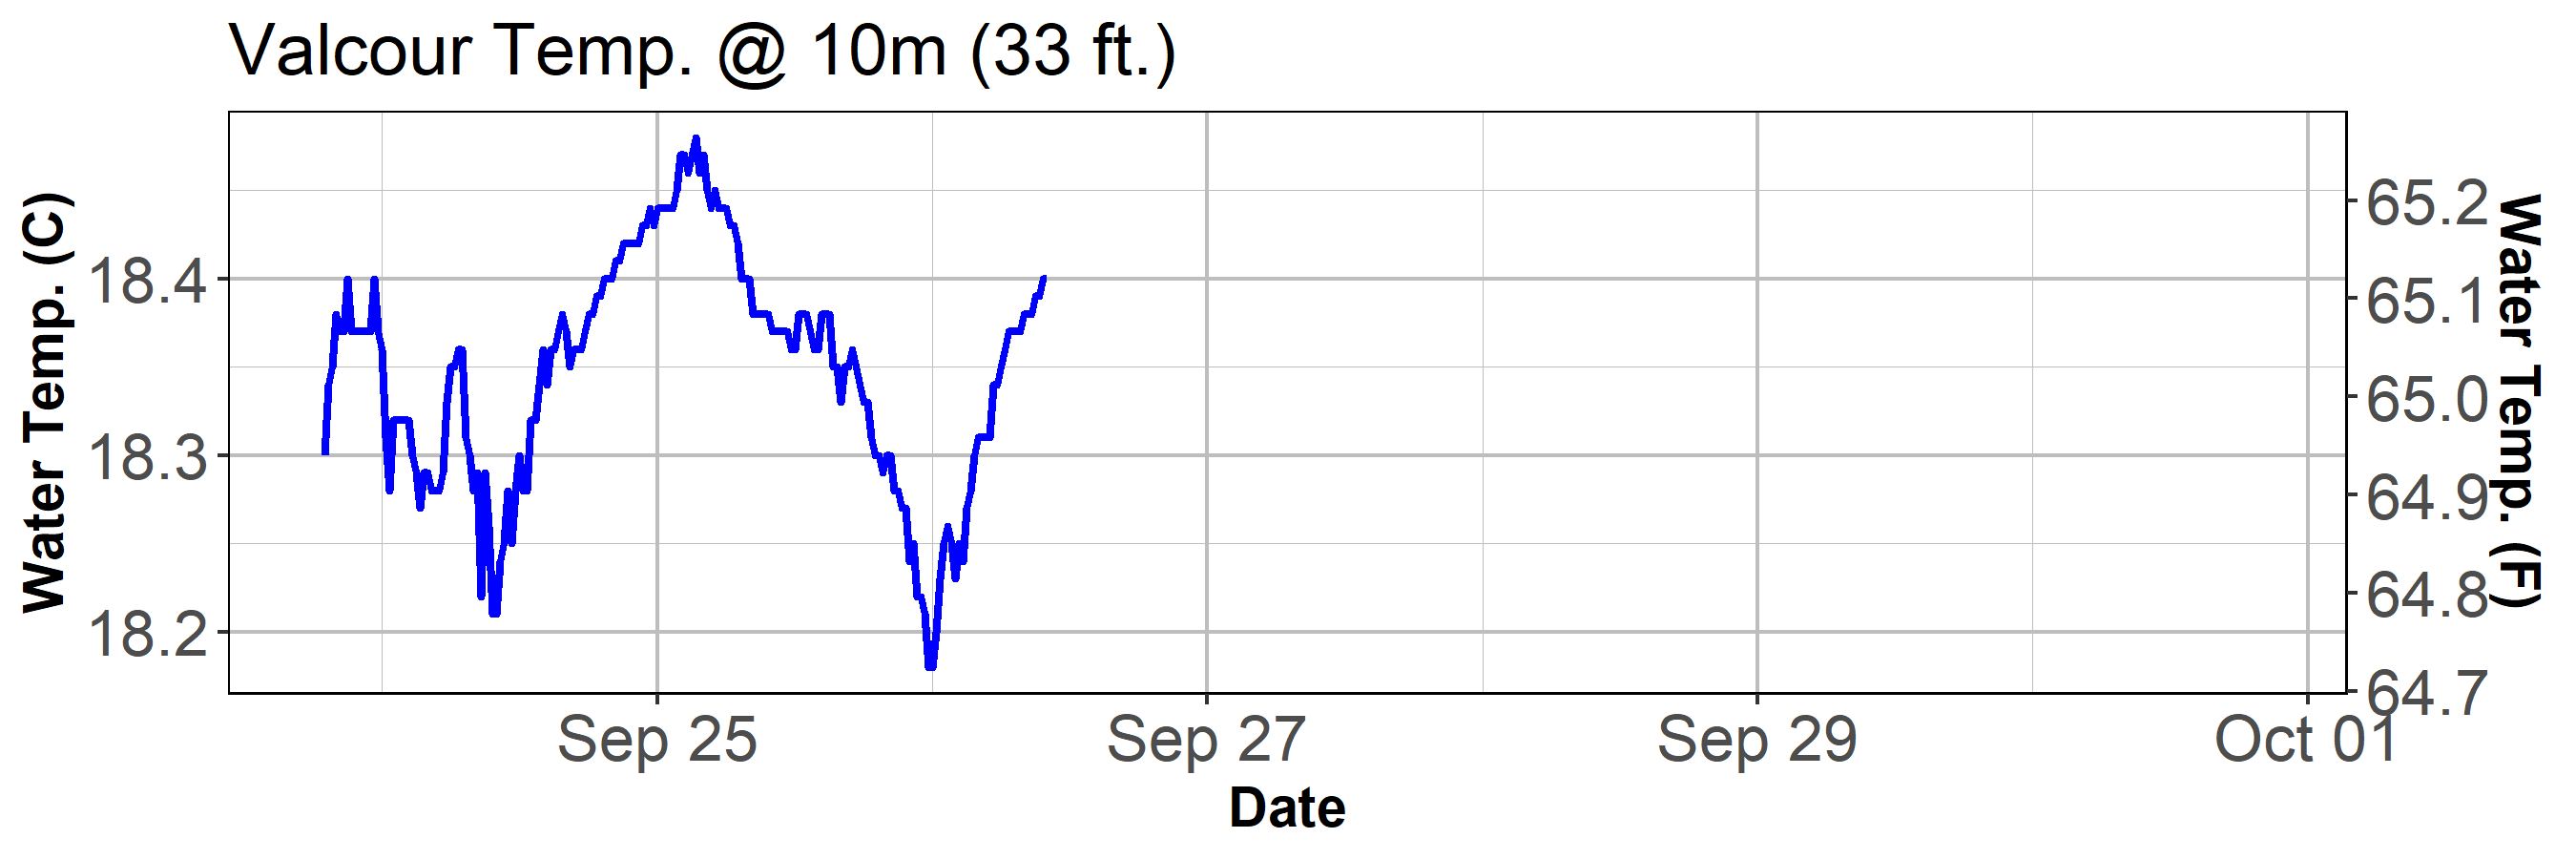 Valcour Temp. @ 10m (33 ft.)
Water Temp. (C)
18.4
18.3
18.2
65.2
65.1
65.0
64.9
64.8
64.7
Water Temp. (F)
Sep 25 Sep 27 Sep 29 Oct 01
Date